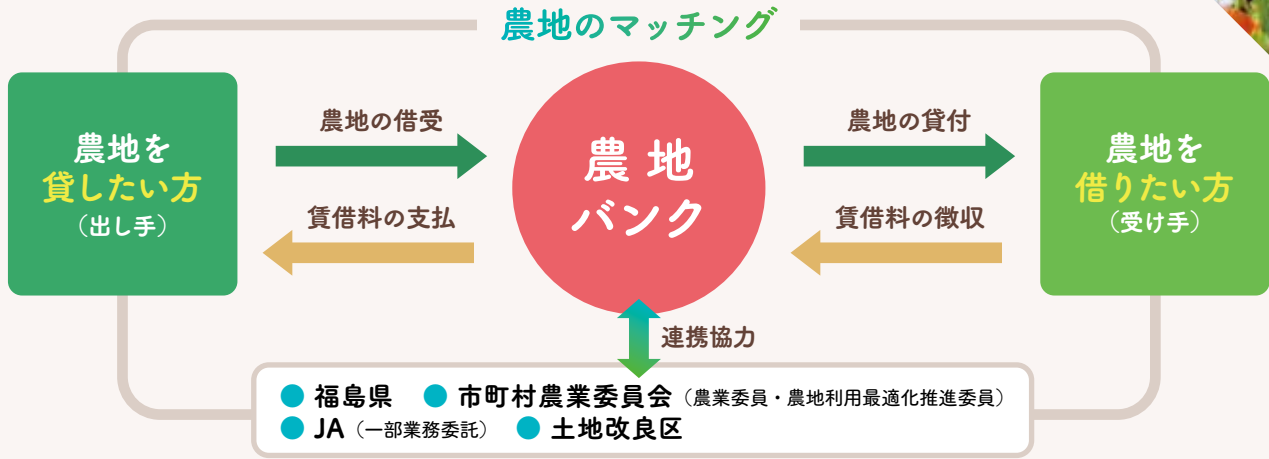 農地のマッチング
農地を
貸したい方
（出し手）
農地の借受
賃借料の支払
農地
バンク
農地の貸付
賃借料の徴収
農地を
借りたい方
（受け手）
連携協力
● 福島県 ● 市町村農業委員会（農業委員・農地利用最適化推進委員）
● JA（一部業務委託） ● 土地改良区